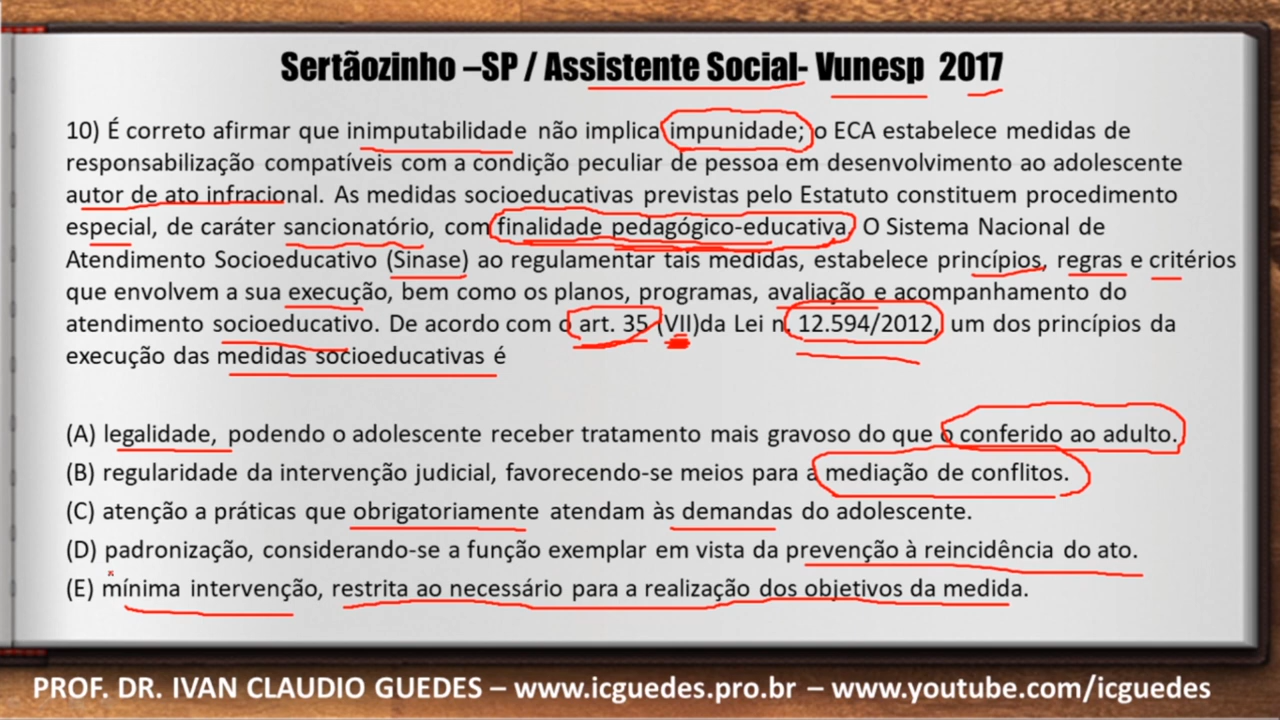 Sertãozinho –SP / Assistente Social- Vunesp 2017
10) É correto afirmar que inimputabilidade não implica impunidade; o ECA estabelece medidas de
responsabilização compatíveis com a condição peculiar de pessoa em desenvolvimento ao adolescente
autor de ato infracional. As medidas socioeducativas previstas pelo Estatuto constituem procedimento
especial, de caráter sancionatório, com finalidade pedagógico-educativa. O Sistema Nacional de
Atendimento Socioeducativo (Sinase) ao regulamentar tais medidas, estabelece princípios, regras e critérios
que envolvem a sua execução, bem como os planos, programas, avaliação e acompanhamento do
atendimento socioeducativo. De acordo com o art. 35 (VII)da Lei n. 12.594/2012, um dos princípios da
execução das medidas socioeducativas é
(A) legalidade, podendo o adolescente receber tratamento mais gravoso do que o conferido ao adulto.
(B) regularidade da intervenção judicial, favorecendo-se meios para a mediação de conflitos.
(C) atenção a práticas que obrigatoriamente atendam às demandas do adolescente.
(D) padronização, considerando-se a função exemplar em vista da prevenção à reincidência do ato.
(E) mínima intervenção, restrita ao necessário para a realização dos objetivos da medida.
PROF. DR. IVAN CLAUDIO GUEDES – www.icguedes.pro.br – www.youtube.com/icguedes